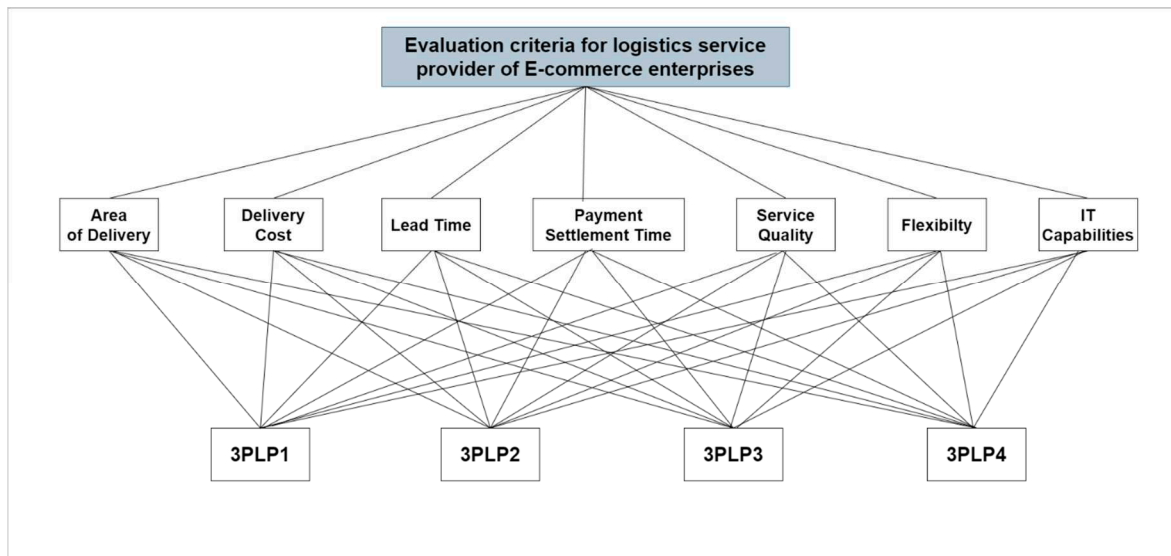 Evaluation criteria for logistics service
provider of E-commerce enterprises
Area
of Delivery
Delivery
Cost
Lead Time
Payment
Settlement Time
Service
Quality
Flexibilty
IT
Capabilities
3PLP1
3PLP2
3PLP3
3PLP4